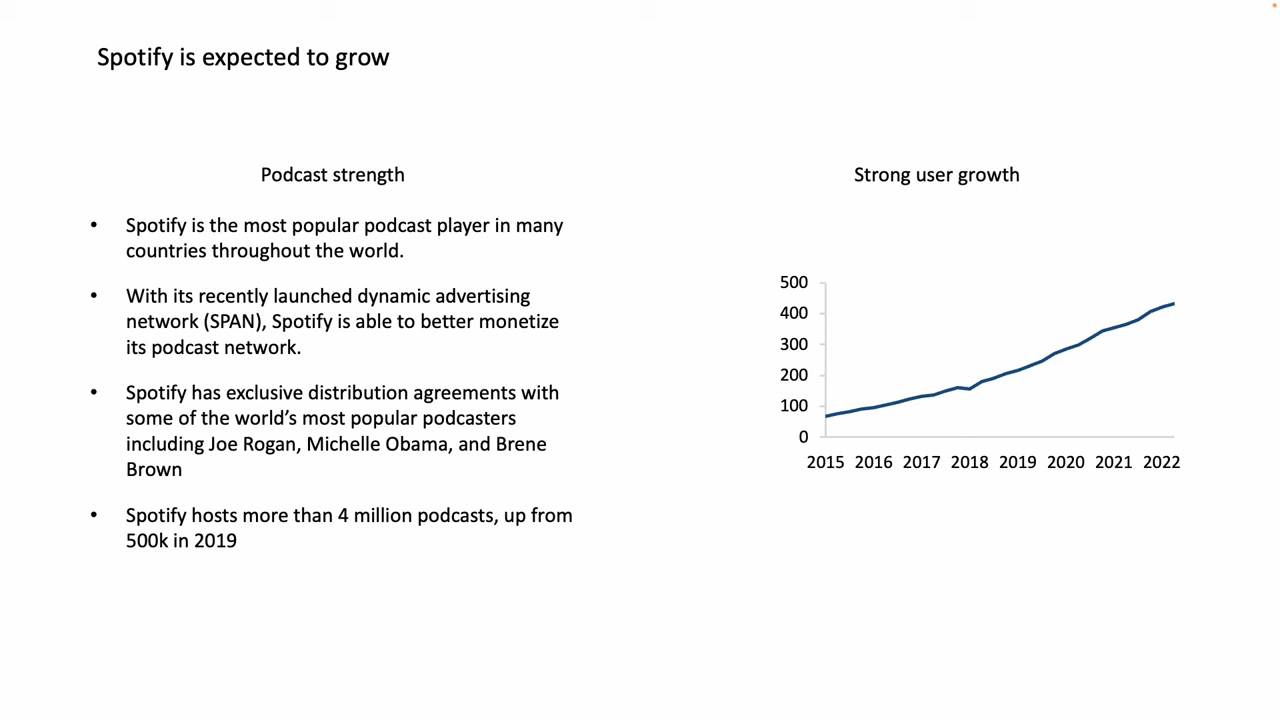 Spotify is expected to grow
Podcast strength
• Spotify is the most popular podcast player in many
countries throughout the world.
• With its recently launched dynamic advertising
network (SPAN), Spotify is able to better monetize
its podcast network.
• Spotify has exclusive distribution agreements with
some of the world’s most popular podcasters
including Joe Rogan, Michelle Obama, and Brene
Brown
• Spotify hosts more than 4 million podcasts, up from
500k in 2019
Strong user growth
500
400
300
200
100
0
2015 2016 2017 2018 2019 2020 2021 2022